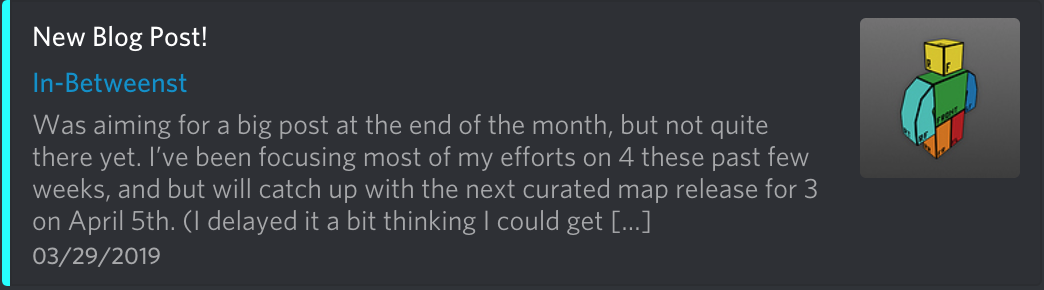 New Blog Post!
In-Betweenst
Was aiming for a big post at the end of the month, but not quite
there yet. I've been focusing most of my efforts on 4 these past few
weeks, and but will catch up with the next curated map release for 3
on April 5th. (I delayed it a bit thinking I could get [...]
03/29/2019